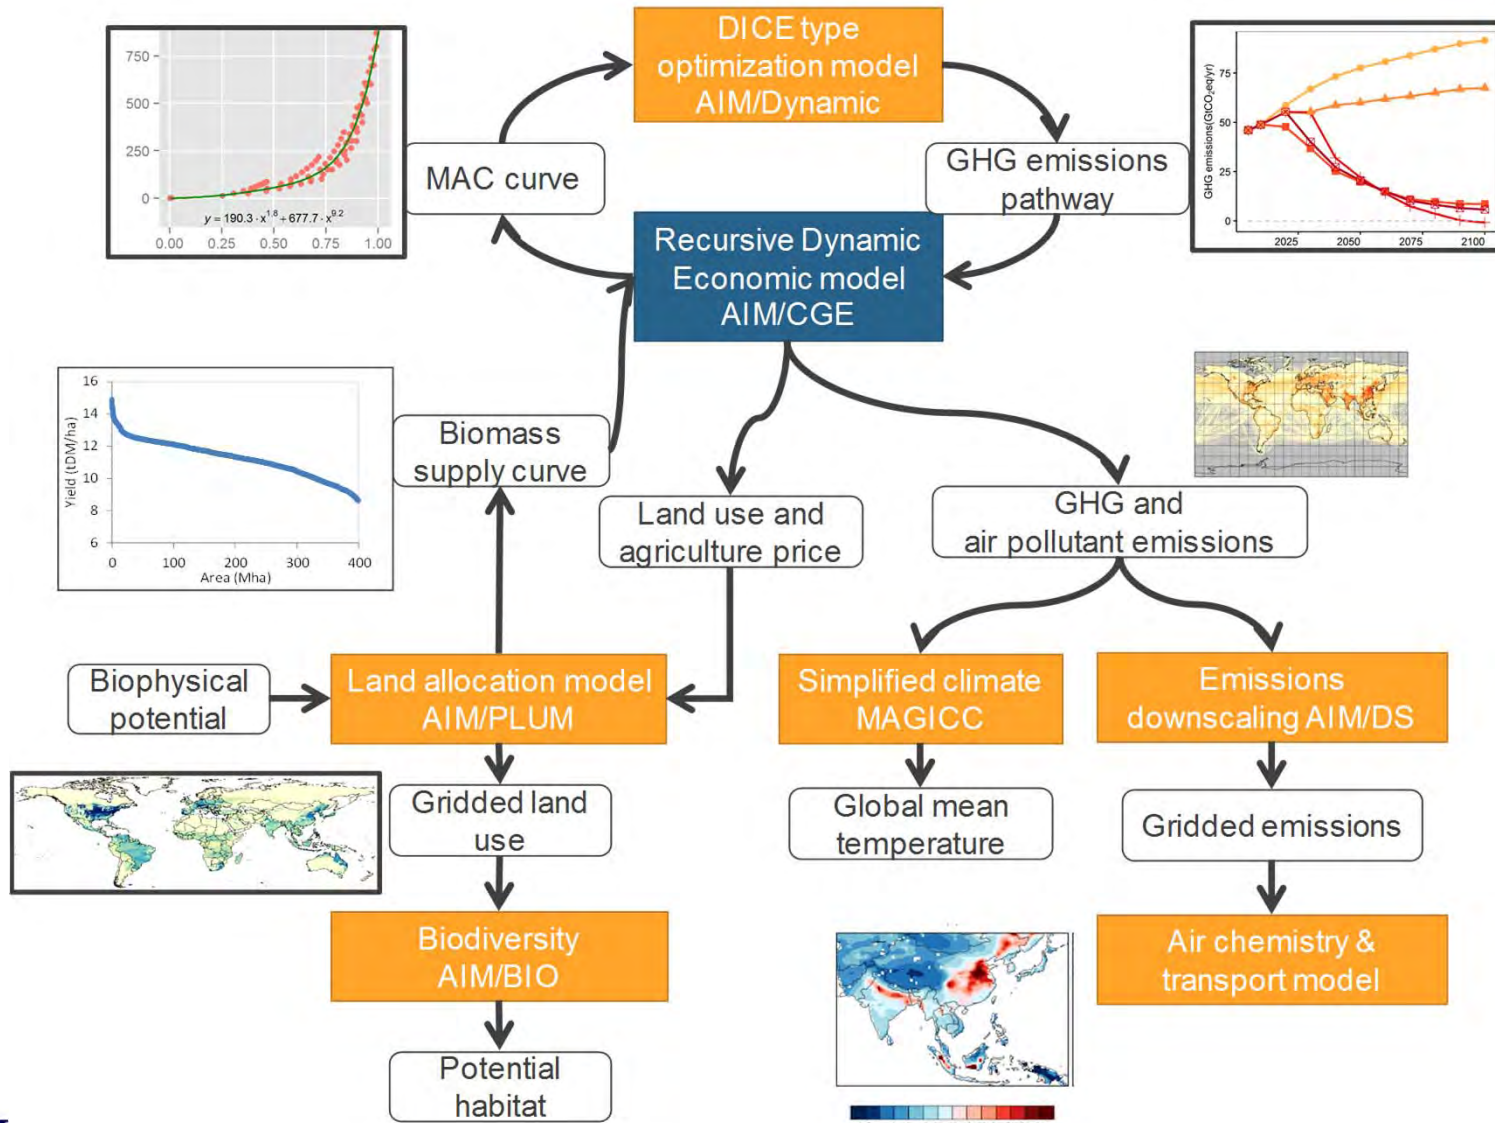 DICE type
optimization model
AIM/Dynamic
750
500
250
0
y = 190.3 · x^1.8 + 677.7 · x^9.2
0.00 0.25 0.50 0.75 1.00
MAC curve
GHG emissions
pathway
GHG emissions(GtCO₂eq/yr)
75
50
25
0
2025 2050 2075 2100
Recursive Dynamic
Economic model
AIM/CGE
16
14
12
10
8
6
Yield (tDM/ha)
0 100 200 300 400
Area (Mha)
Biomass
supply curve
Land use and
agriculture price
GHG and
air pollutant emissions
Biophysical
potential
Land allocation model
AIM/PLUM
Simplified climate
MAGICC
Emissions
downscaling AIM/DS
Gridded land
use
Global mean
temperature
Gridded emissions
Biodiversity
AIM/BIO
Air chemistry &
transport model
Potential
habitat